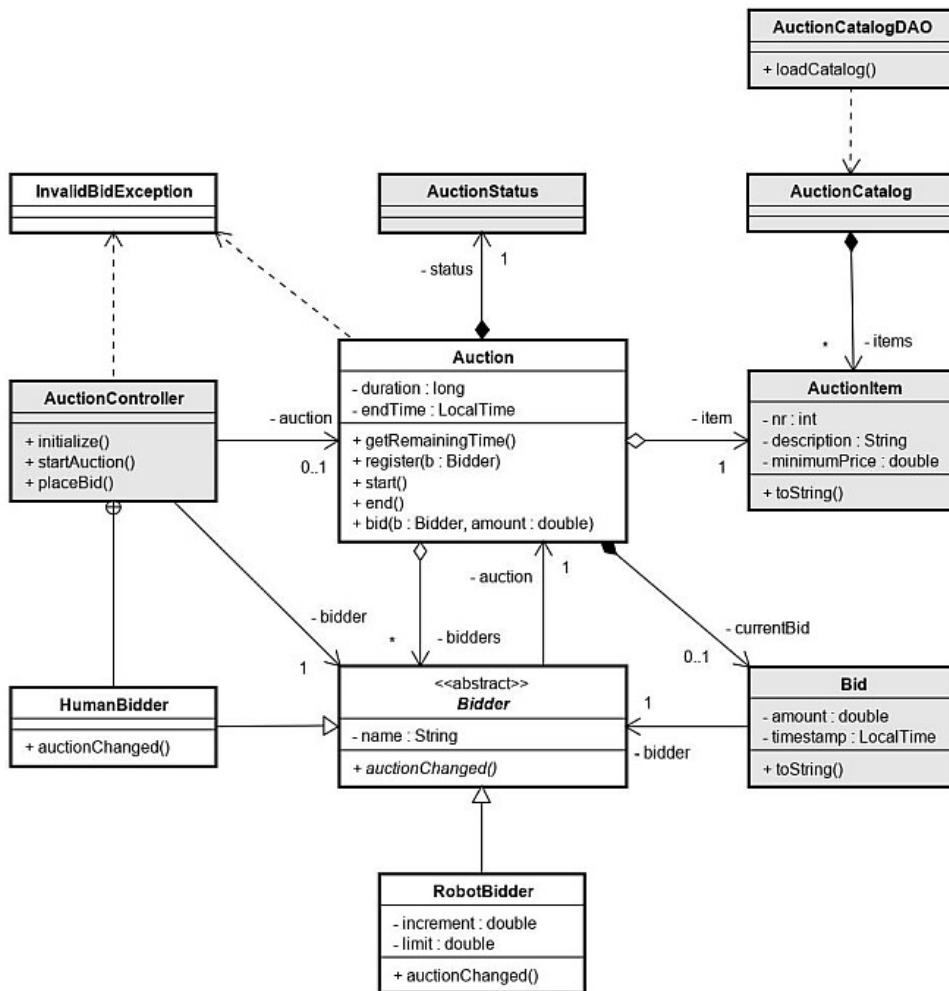 AuctionCatalogDAO
+ loadCatalog()
InvalidBidException
AuctionStatus
AuctionCatalog
1
- status
* - items
Auction
- duration : long
- endTime : LocalTime
+ getRemainingTime()
+ register(b : Bidder)
+ start()
+ end()
+ bid(b : Bidder, amount : double)
AuctionController
+ initialize()
+ startAuction()
+ placeBid()
- auction
0..1
- item
1
AuctionItem
- nr : int
- description : String
- minimumPrice : double
+ toString()
- auction
1
- bidder
1
* - bidders
- currentBid
0..1
HumanBidder
+ auctionChanged()
<<abstract>>
Bidder
- name : String
+ auctionChanged()
1
- bidder
Bid
- amount : double
- timestamp : LocalTime
+ toString()
RobotBidder
- increment : double
- limit : double
+ auctionChanged()